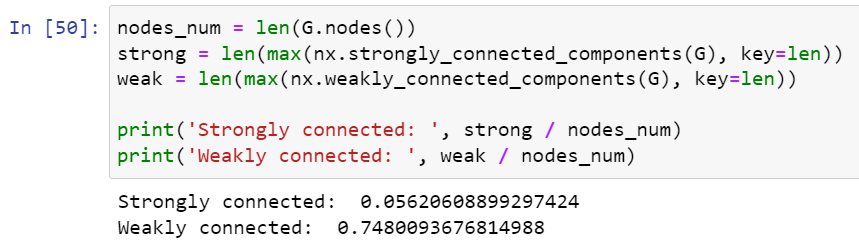 In [50]: nodes_num = len(G.nodes())
strong = len(max(nx.strongly_connected_components(G), key=len))
weak = len(max(nx.weakly_connected_components(G), key=len))
print('Strongly connected: ', strong / nodes_num)
print('Weakly connected: ', weak / nodes_num)
Strongly connected:  0.05620608899297424
Weakly connected:  0.7480093676814988